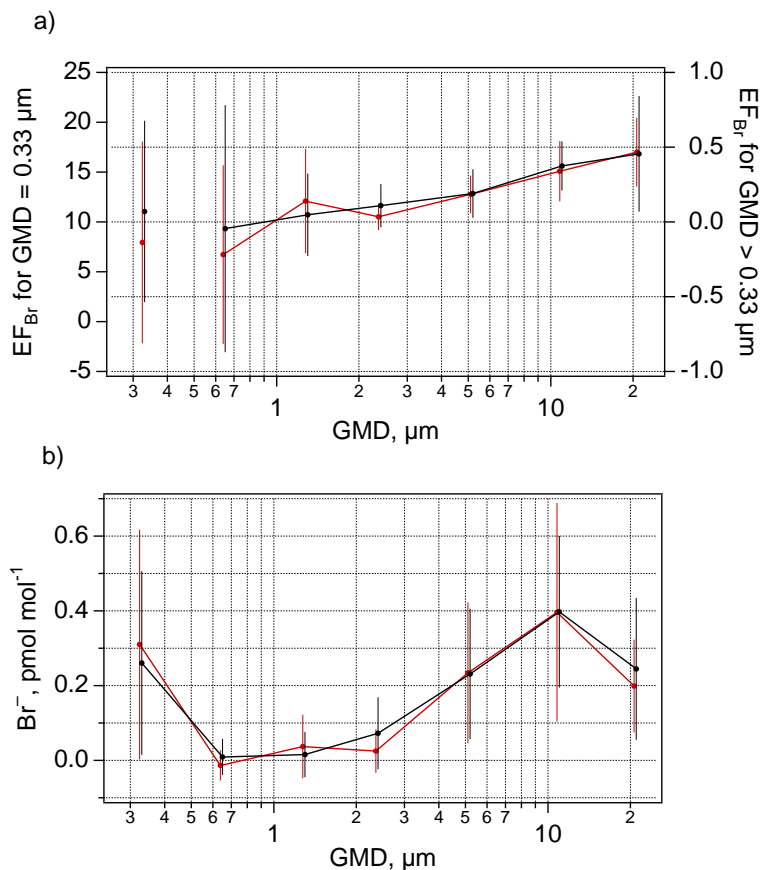 a)
EF_Br for GMD = 0.33 µm
25
20
15
10
5
0
-5
1.0
0.5
0.0
-0.5
-1.0
EF_Br for GMD > 0.33 µm
3 4 5 6 7 2 3 4 5 6 7 2
1 10
GMD, µm
b)
Br⁻, pmol mol⁻¹
0.6
0.4
0.2
0.0
3 4 5 6 7 2 3 4 5 6 7 2
1 10
GMD, µm